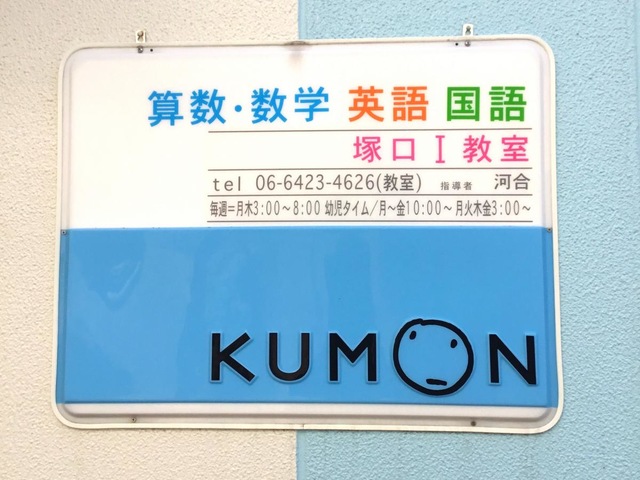 算数・数学 英語 国語
塚口 I 教室
tel 06-6423-4626(教室) 指導者 河合
毎週=月木3:00〜8:00 幼児タイム/月〜金10:00〜月火木金3:00〜
KUMON